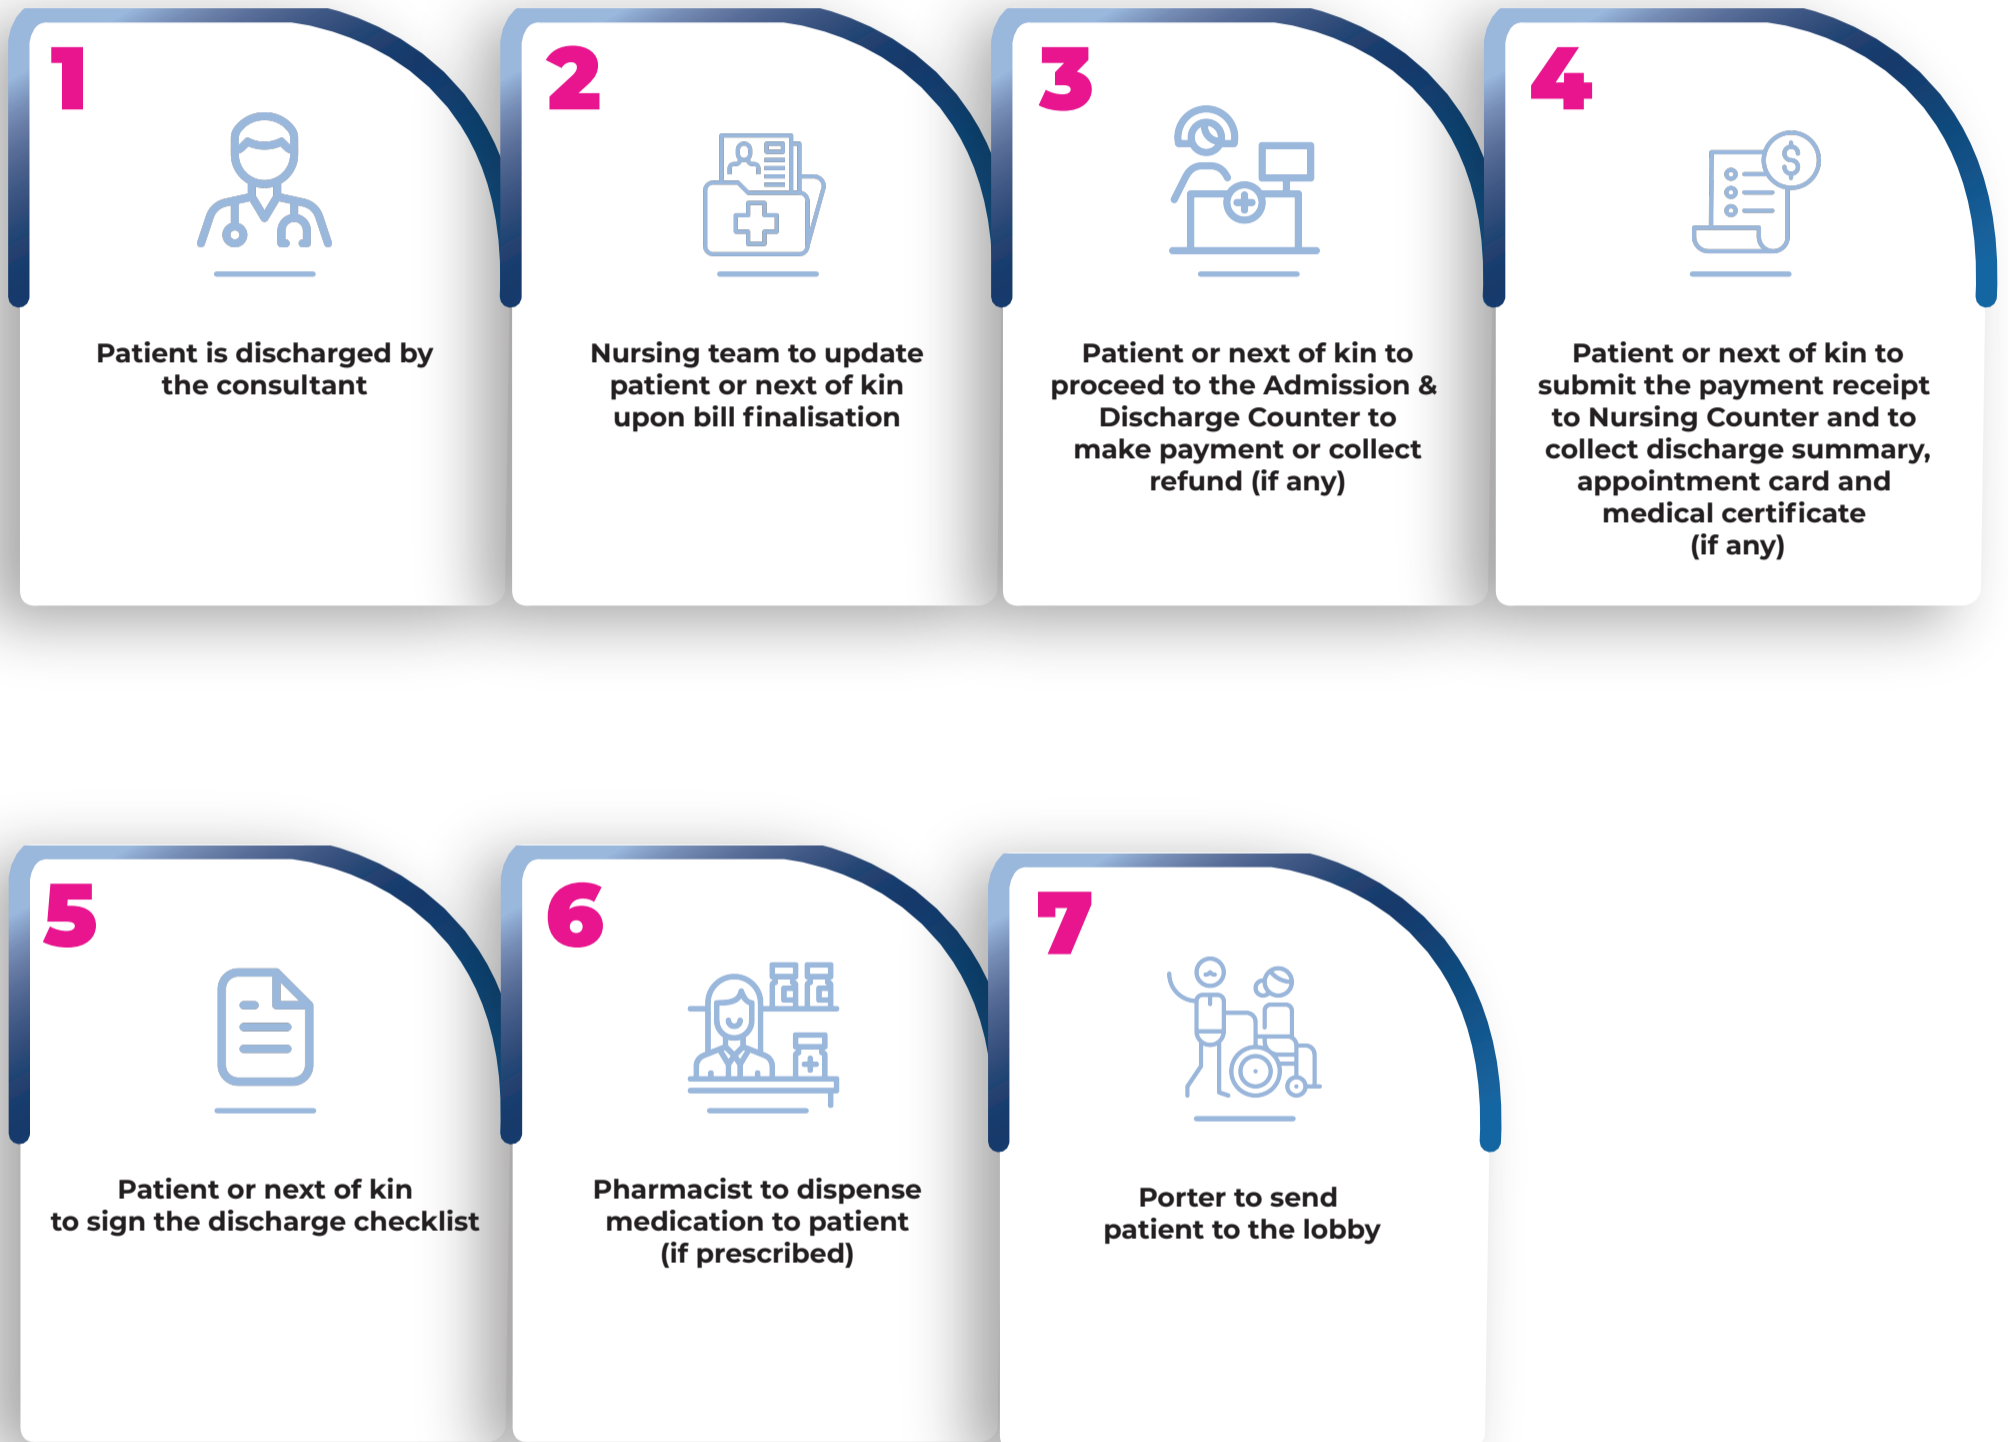 1
Patient is discharged by
the consultant
2
Nursing team to update
patient or next of kin
upon bill finalisation
3
Patient or next of kin to
proceed to the Admission &
Discharge Counter to
make payment or collect
refund (if any)
4
$
Patient or next of kin to
submit the payment receipt
to Nursing Counter and to
collect discharge summary,
appointment card and
medical certificate
(if any)
5
Patient or next of kin
to sign the discharge checklist
6
Pharmacist to dispense
medication to patient
(if prescribed)
7
Porter to send
patient to the lobby